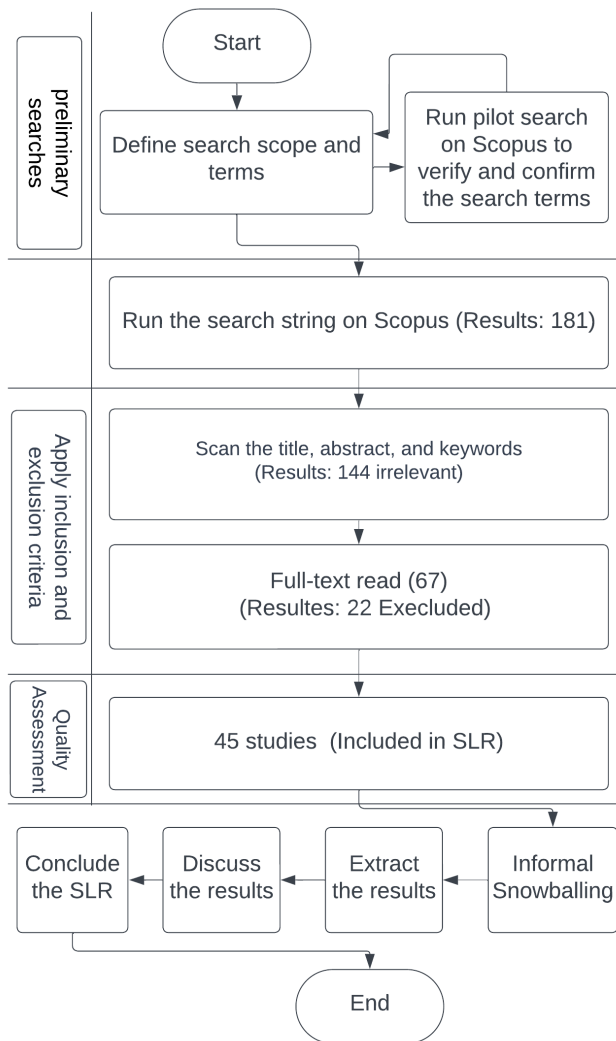 Start
preliminary
searches
Define search scope and
terms
Run pilot search
on Scopus to
verify and confirm
the search terms
Run the search string on Scopus (Results: 181)
Apply inclusion and
exclusion criteria
Scan the title, abstract, and keywords
(Results: 144 irrelevant)
Full-text read (67)
(Resultes: 22 Execluded)
Quality
Assessment
45 studies (Included in SLR)
Conclude
the SLR
Discuss
the results
Extract
the results
Informal
Snowballing
End